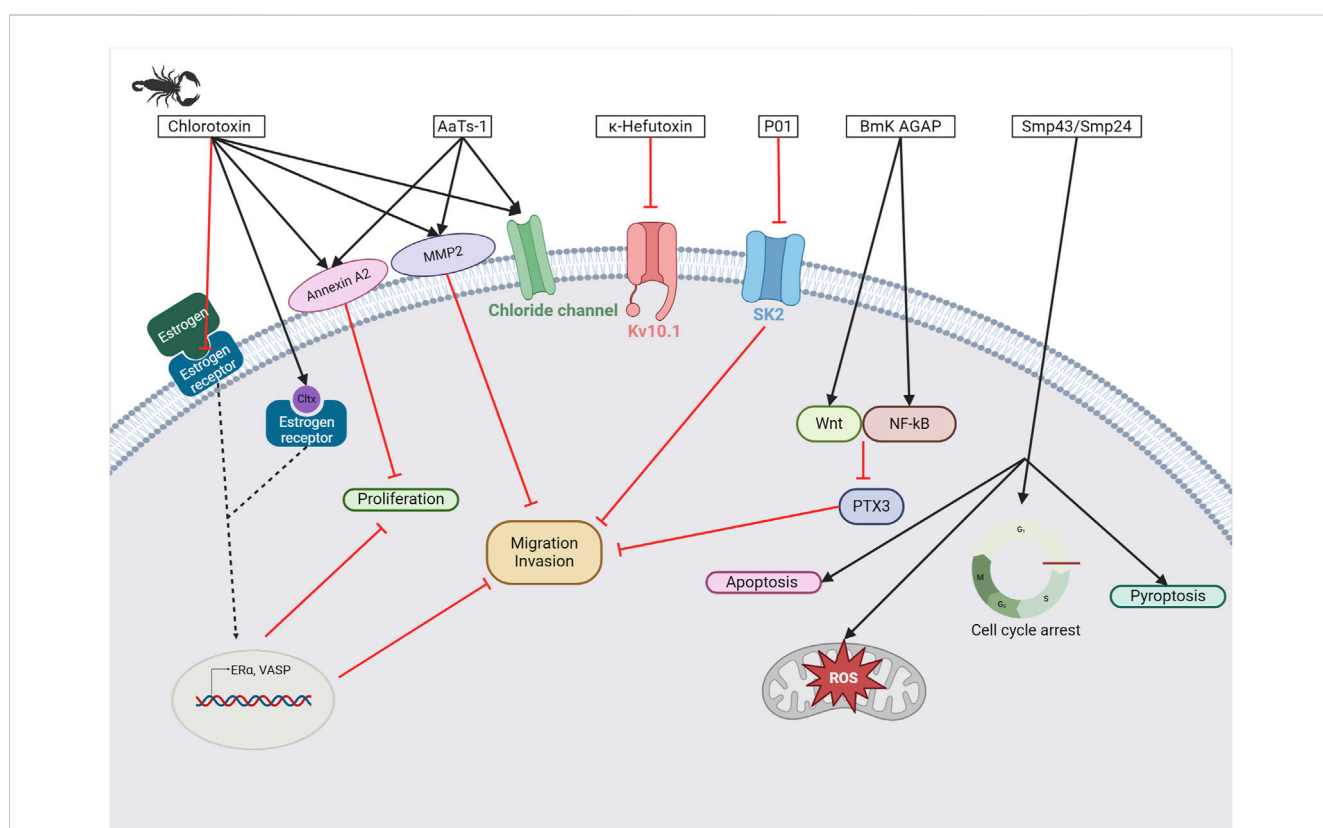 Chlorotoxin
AaTs-1
κ-Hefutoxin
P01
BmK AGAP
Smp43/Smp24
MMP2
Annexin A2
Chloride channel
Kv10.1
SK2
Estrogen
Estrogen
receptor
Cltx
Estrogen
receptor
Wnt
NF-kB
Proliferation
PTX3
Migration
Invasion
G₁
M
G₂
S
Apoptosis
Pyroptosis
Cell cycle arrest
ERα, VASP
ROS